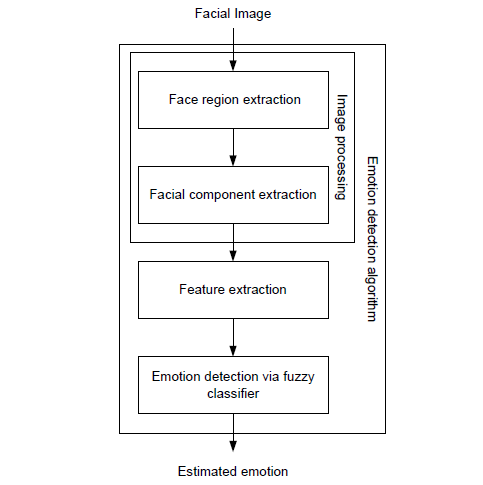 Facial Image
Face region extraction
Image processing
Facial component extraction
Emotion detection algorithm
Feature extraction
Emotion detection via fuzzy
classifier
Estimated emotion